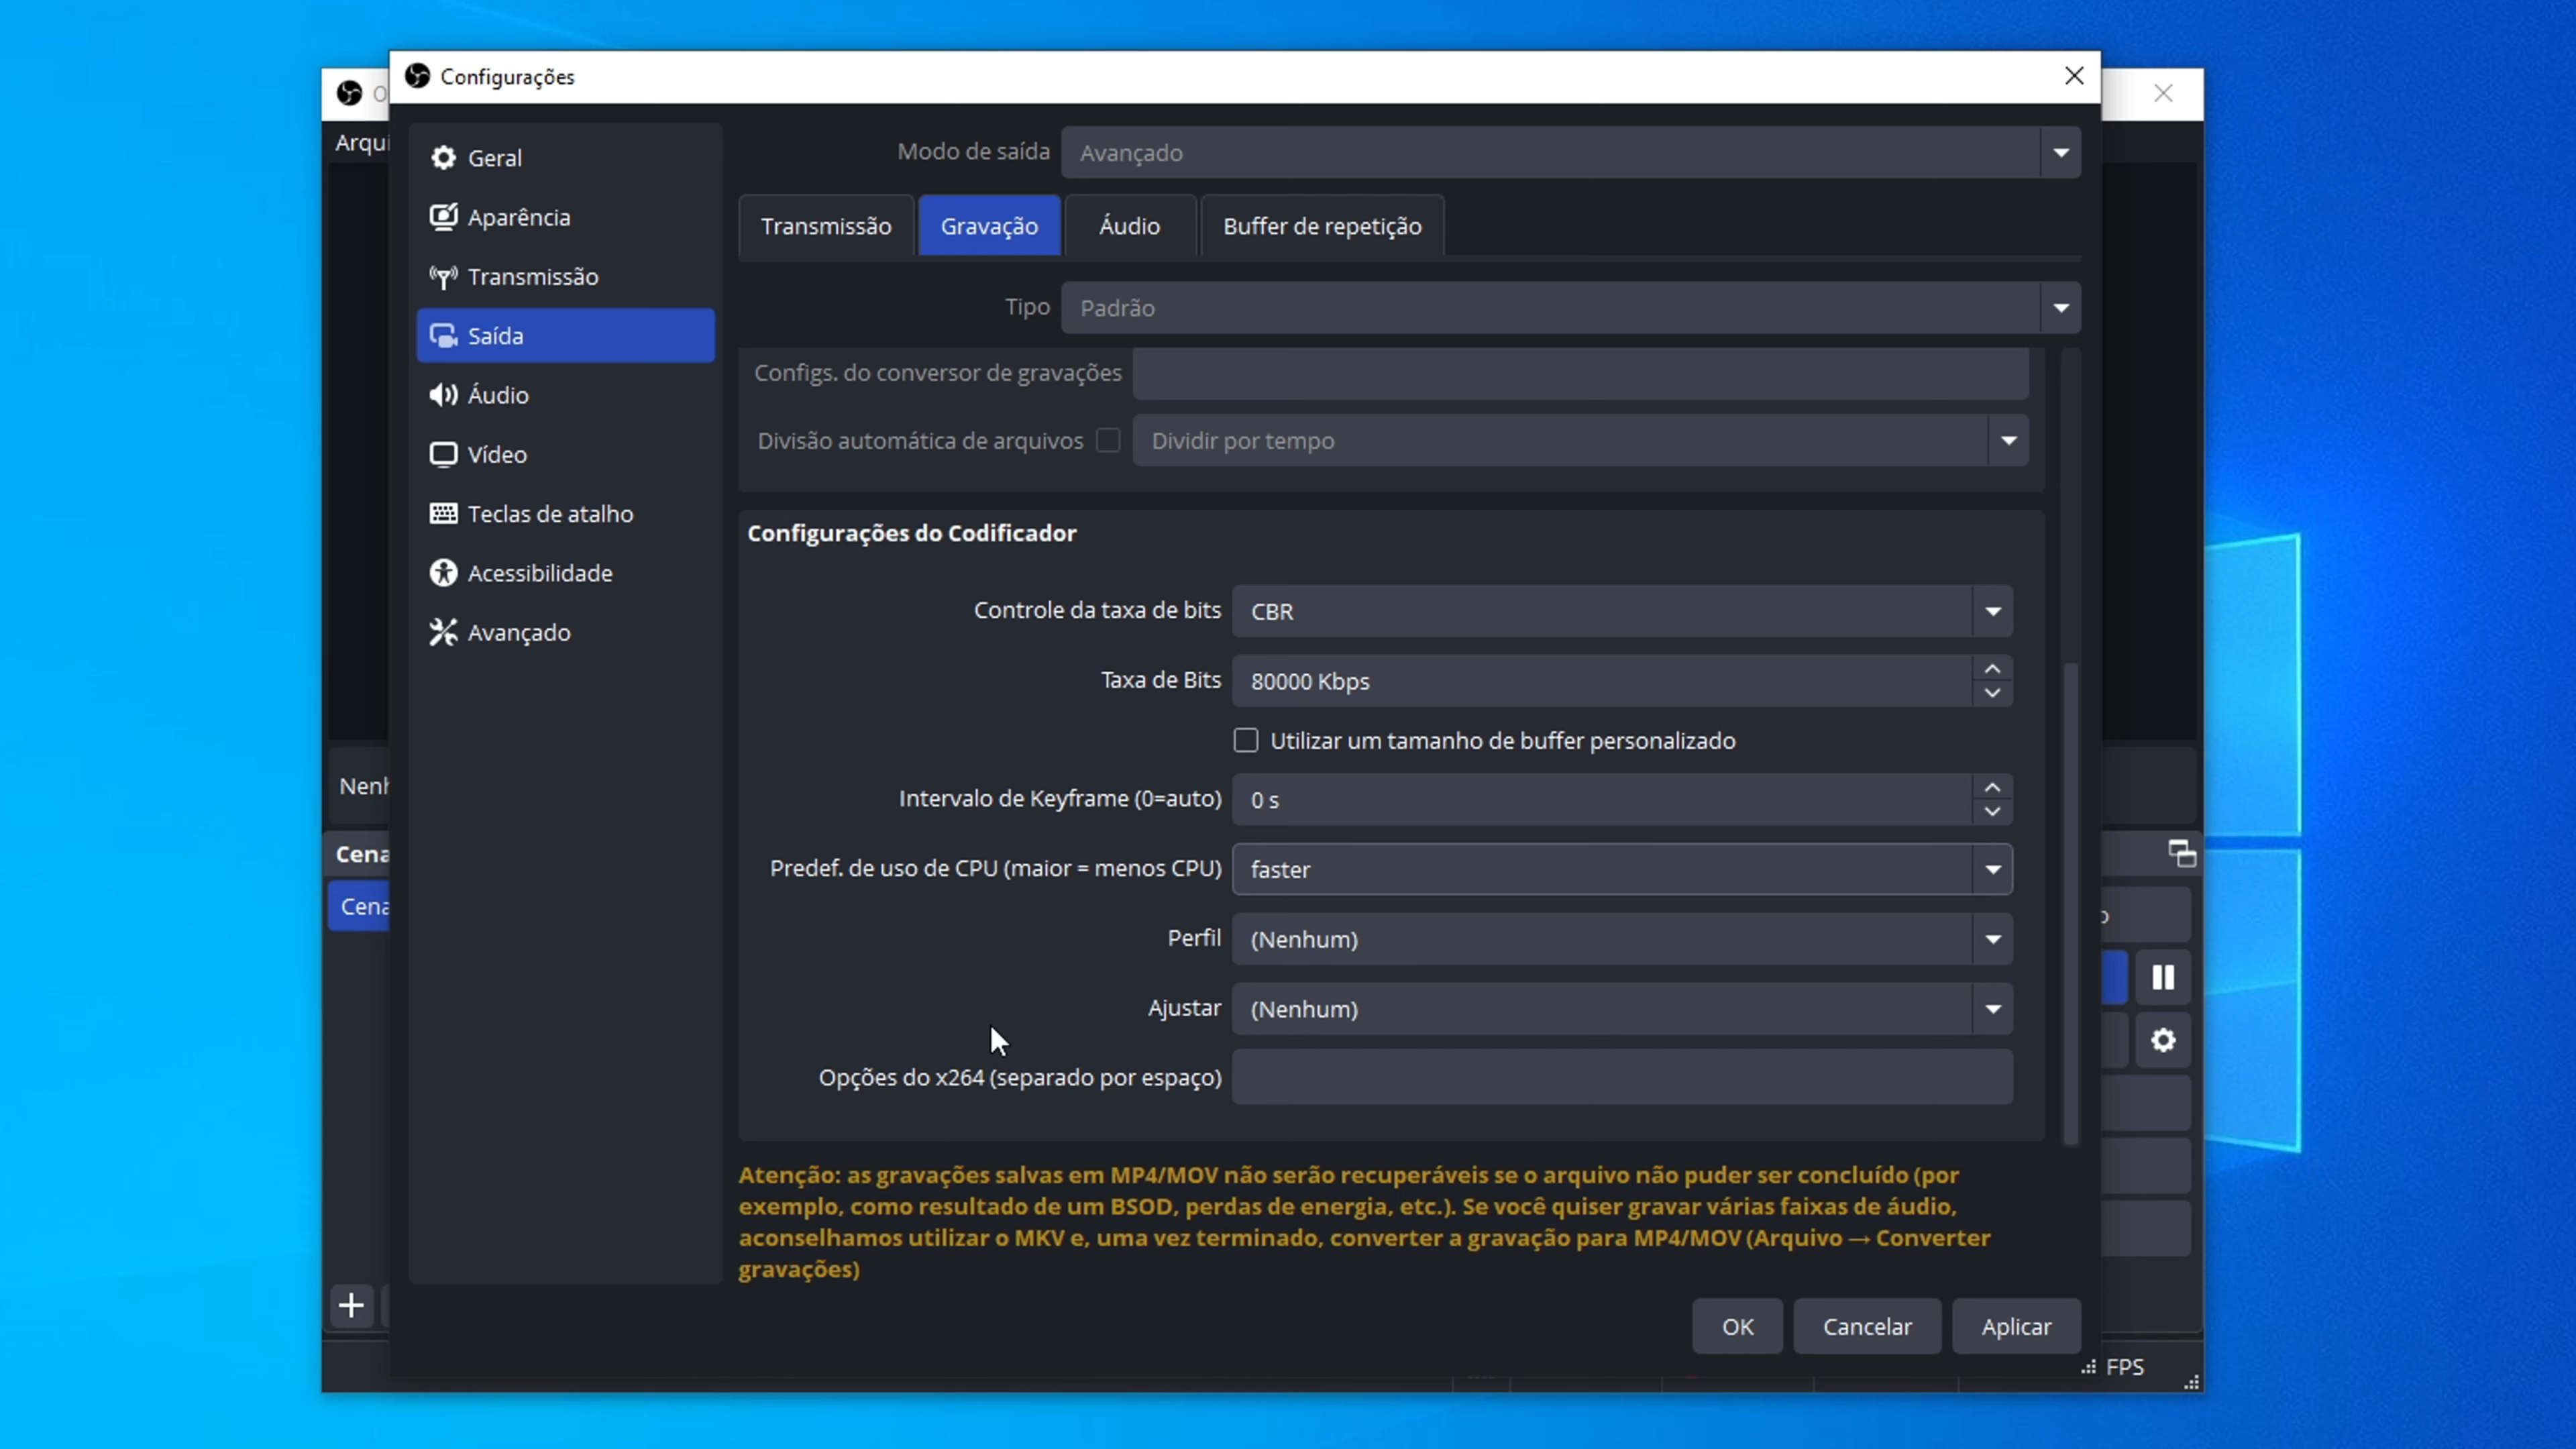 Configurações
Arqui
Geral
Aparência
Transmissão
Saída
Áudio
Vídeo
Teclas de atalho
Acessibilidade
Avançado
Modo de saída Avançado
Transmissão Gravação Áudio Buffer de repetição
Tipo Padrão
Configs. do conversor de gravações
Divisão automática de arquivos Dividir por tempo
Configurações do Codificador
Controle da taxa de bits CBR
Taxa de Bits 80000 Kbps
Utilizar um tamanho de buffer personalizado
Intervalo de Keyframe (0=auto) 0 s
Predef. de uso de CPU (maior = menos CPU) faster
Perfil (Nenhum)
Ajustar (Nenhum)
Opções do x264 (separado por espaço)
Atenção: as gravações salvas em MP4/MOV não serão recuperáveis se o arquivo não puder ser concluído (por
exemplo, como resultado de um BSOD, perdas de energia, etc.). Se você quiser gravar várias faixas de áudio,
aconselhamos utilizar o MKV e, uma vez terminado, converter a gravação para MP4/MOV (Arquivo → Converter
gravações)
OK Cancelar Aplicar
Nenh
Cena
Cena
FPS